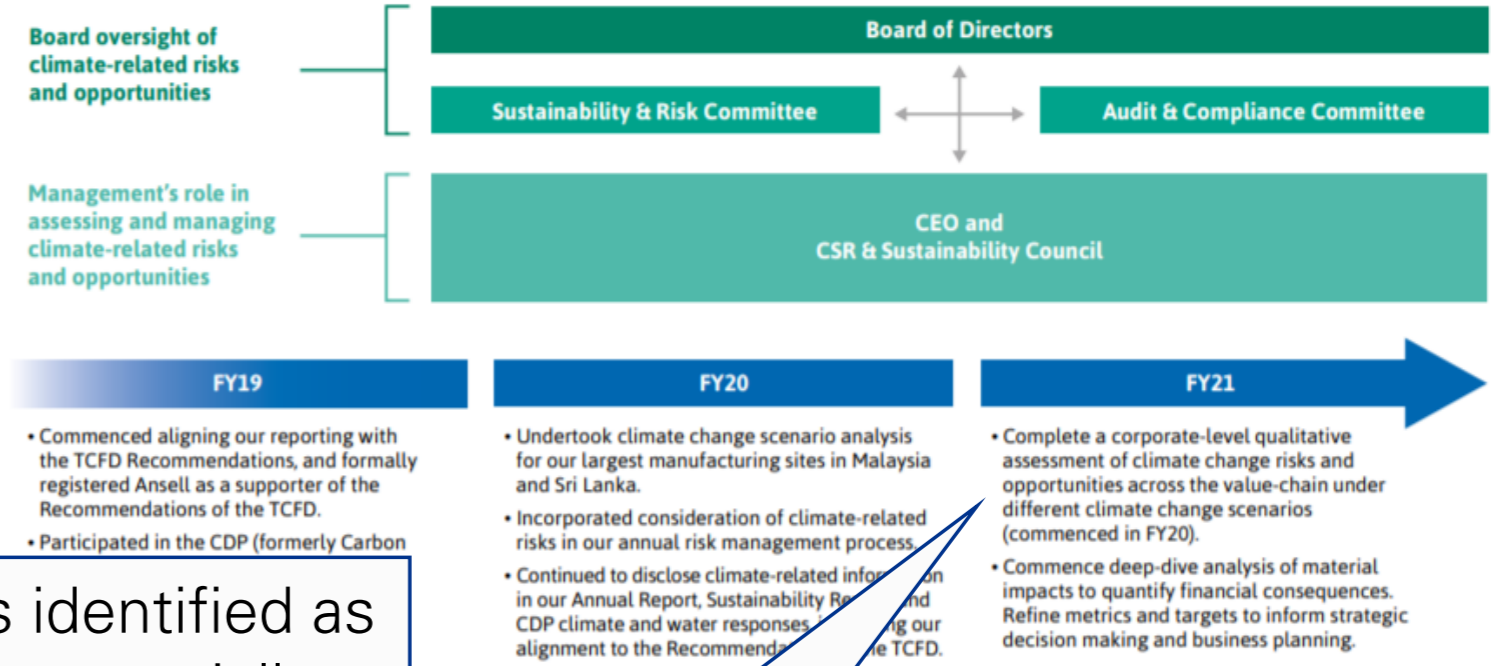 Board oversight of
climate-related risks
and opportunities
Board of Directors
Sustainability & Risk Committee
Audit & Compliance Committee
Management's role in
assessing and managing
climate-related risks
and opportunities
CEO and
CSR & Sustainability Council
FY19
• Commenced aligning our reporting with
the TCFD Recommendations, and formally
registered Ansell as a supporter of the
Recommendations of the TCFD.
• Participated in the CDP (formerly Carbon
identified as
FY20
• Undertook climate change scenario analysis
for our largest manufacturing sites in Malaysia
and Sri Lanka.
• Incorporated consideration of climate-related
risks in our annual risk management process.
• Continued to disclose climate-related
in our Annual Report, Sustainability
CDP climate and water responses, our
alignment to the TCFD.
FY21
• Complete a corporate-level qualitative
assessment of climate change risks and
opportunities across the value-chain under
different climate change scenarios
(commenced in FY20).
• Commence deep-dive analysis of material
impacts to quantify financial consequences.
Refine metrics and targets to inform strategic
decision making and business planning.